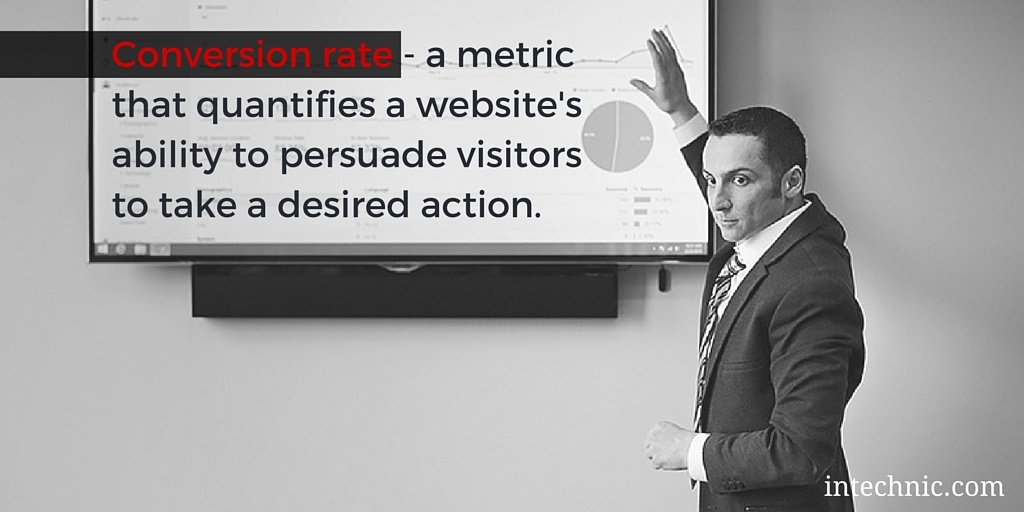 Conversion rate - a metric
that quantifies a website's
ability to persuade visitors
to take a desired action.
intechnic.com